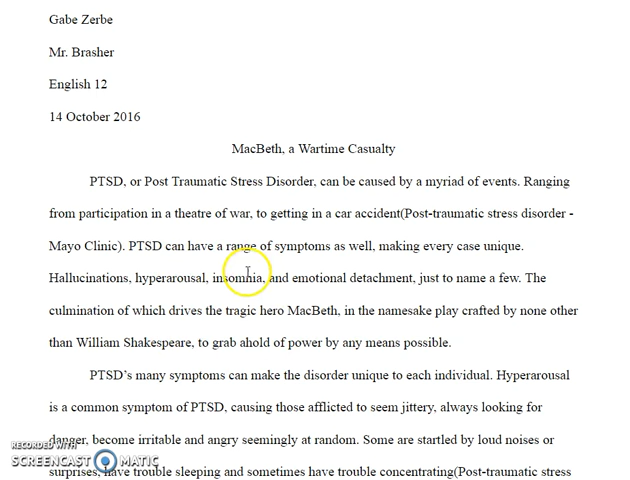 Gabe Zerbe
Mr. Brasher
English 12
14 October 2016
MacBeth, a Wartime Casualty
PTSD, or Post Traumatic Stress Disorder, can be caused by a myriad of events. Ranging
from participation in a theatre of war, to getting in a car accident(Post-traumatic stress disorder -
Mayo Clinic). PTSD can have a range of symptoms as well, making every case unique.
Hallucinations, hyperarousal, insomnia, and emotional detachment, just to name a few. The
culmination of which drives the tragic hero MacBeth, in the namesake play crafted by none other
than William Shakespeare, to grab ahold of power by any means possible.
PTSD's many symptoms can make the disorder unique to each individual. Hyperarousal
is a common symptom of PTSD, causing those afflicted to seem jittery, always looking for
danger, become irritable and angry seemingly at random. Some are startled by loud noises or
surprises, have trouble sleeping and sometimes have trouble concentrating(Post-traumatic stress
RECORDED WITH
SCREENCAST MATIC